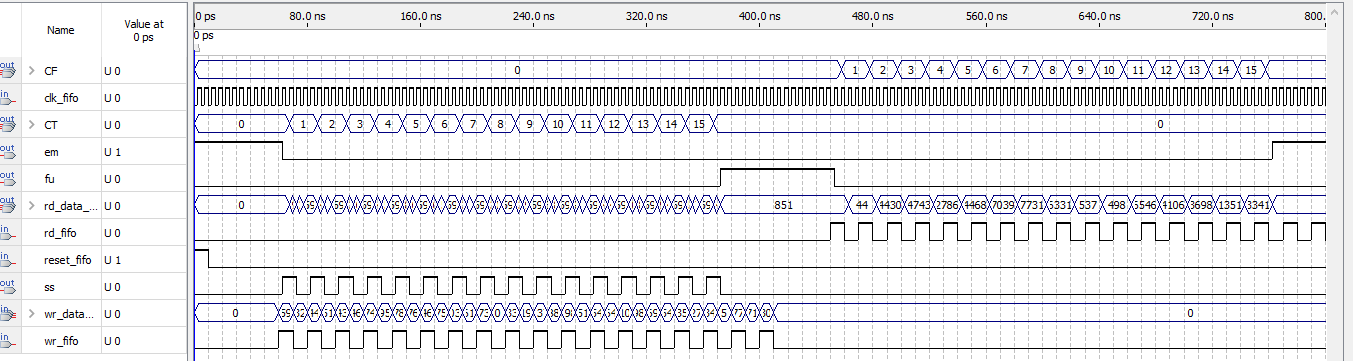 Name
Value at
0 ps
0 ps 80.0 ns 160.0 ns 240.0 ns 320.0 ns 400.0 ns 480.0 ns 560.0 ns 640.0 ns 720.0 ns 800.
0 ps
out CF U 0 0 1 2 3 4 5 6 7 8 9 10 11 12 13 14 15
in clk_fifo U 0
out CT U 0 0 1 2 3 4 5 6 7 8 9 10 11 12 13 14 15 0
out em U 1
out fu U 0
out rd_data_... U 0 0 851 44 4430 4743 2786 4468 7039 7731 5331 537 498 5546 4106 3698 1351 3341
in rd_fifo U 0
in reset_fifo U 1
out ss U 0
in wr_data... U 0 0 0
in wr_fifo U 0